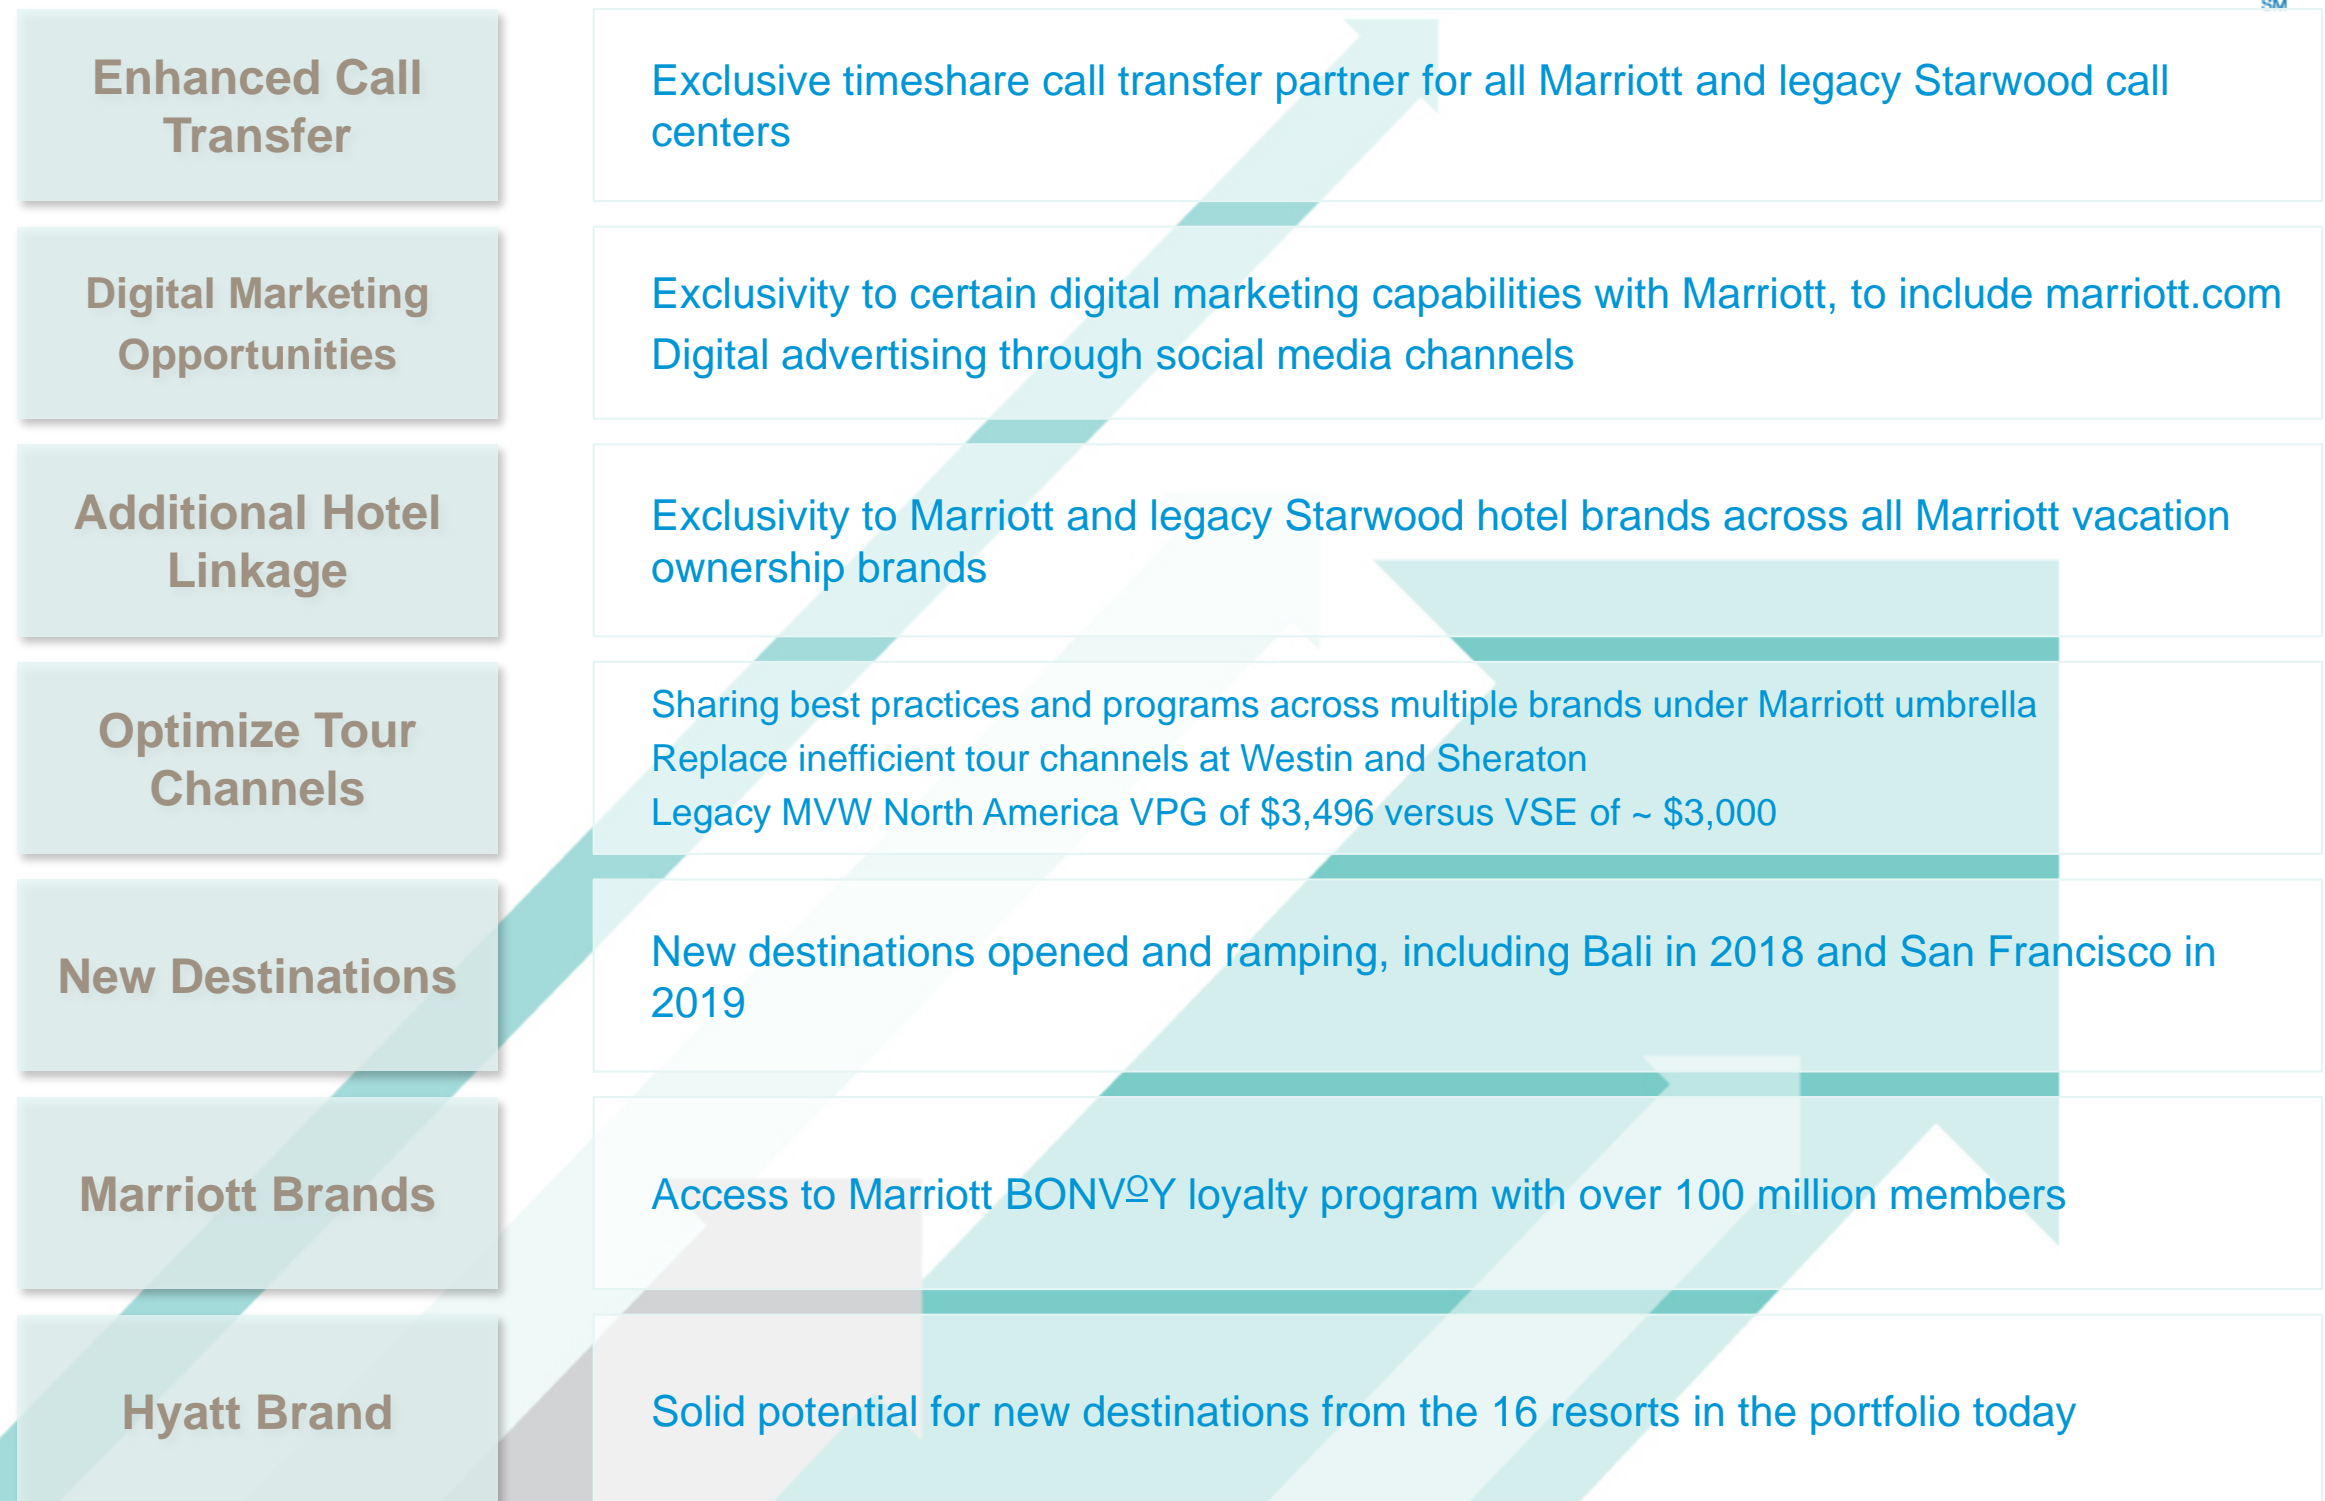 SM
Enhanced Call
Transfer
Exclusive timeshare call transfer partner for all Marriott and legacy Starwood call
centers
Digital Marketing
Opportunities
Exclusivity to certain digital marketing capabilities with Marriott, to include marriott.com
Digital advertising through social media channels
Additional Hotel
Linkage
Exclusivity to Marriott and legacy Starwood hotel brands across all Marriott vacation
ownership brands
Optimize Tour
Channels
Sharing best practices and programs across multiple brands under Marriott umbrella
Replace inefficient tour channels at Westin and Sheraton
Legacy MVW North America VPG of $3,496 versus VSE of ~ $3,000
New Destinations
New destinations opened and ramping, including Bali in 2018 and San Francisco in
2019
Marriott Brands
Access to Marriott BONVOY loyalty program with over 100 million members
Hyatt Brand
Solid potential for new destinations from the 16 resorts in the portfolio today